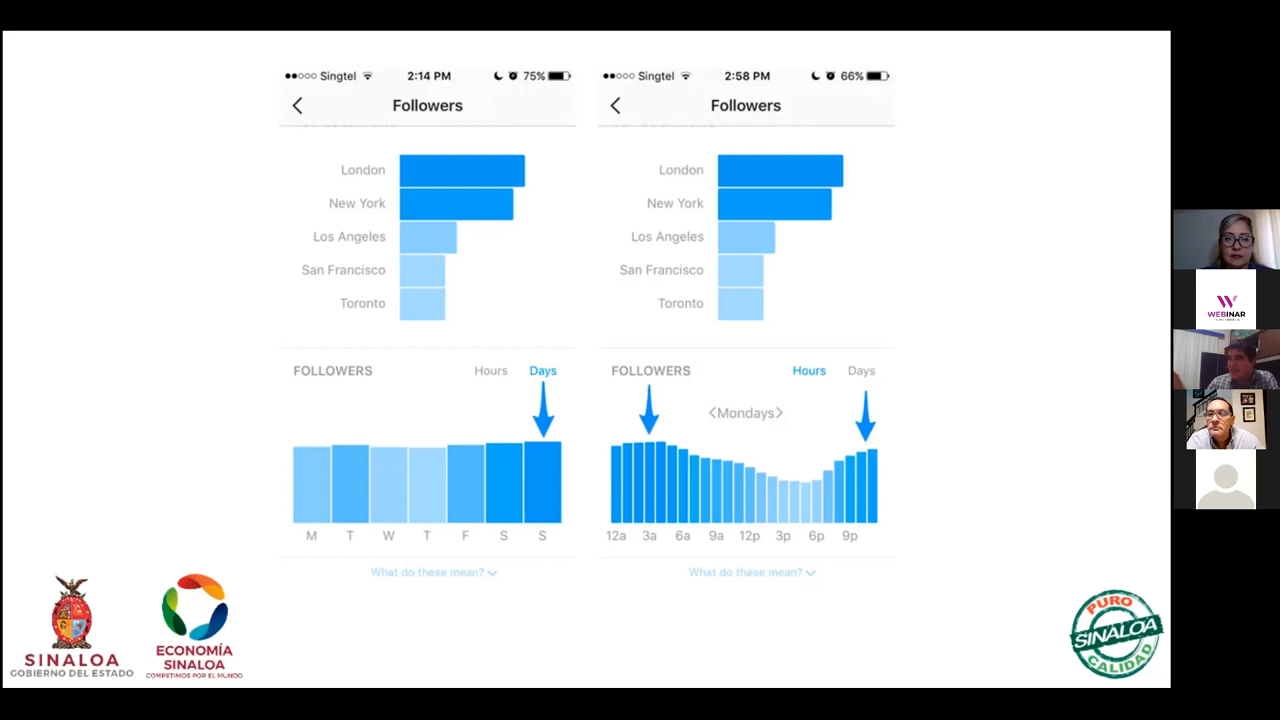 Singtel 2:14 PM 75%
Followers
London
New York
Los Angeles
San Francisco
Toronto
FOLLOWERS Hours Days
M T W T F S S
What do these mean?
Singtel 2:58 PM 66%
Followers
London
New York
Los Angeles
San Francisco
Toronto
FOLLOWERS Hours Days
<Mondays>
12a 3a 6a 9a 12p 3p 6p 9p
What do these mean?
SINALOA
GOBIERNO DEL ESTADO
ECONOMÍA
SINALOA
COMPETIMOS POR EL MUNDO
PURO
SINALOA
CALIDAD
W
WEBINAR